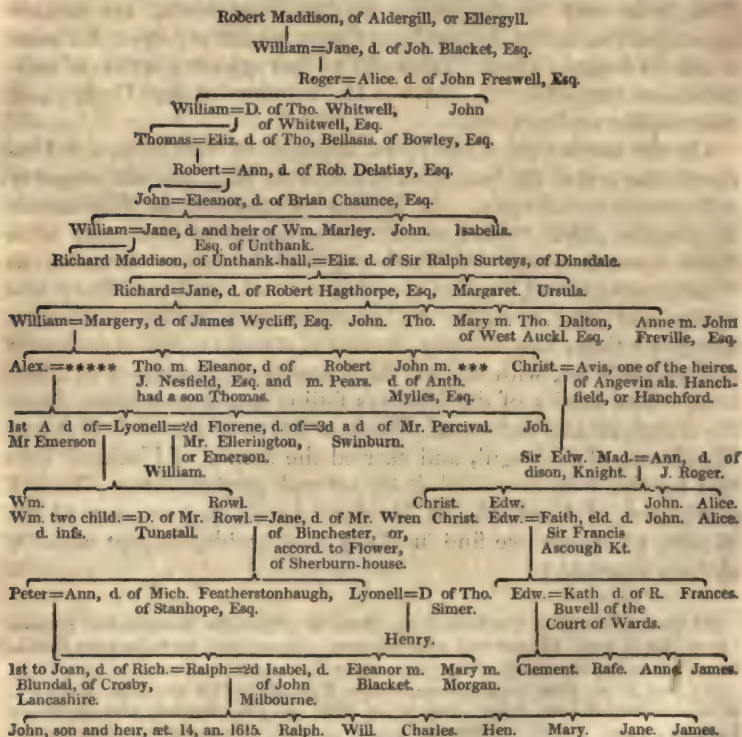 Robert Maddison, of Aldergill, or Ellergyll.
William=Jane, d. of Joh. Blacket, Esq.
Roger=Alice. d. of John Freswell, Esq.
William=D. of Tho. Whitwell, John
of Whitwell, Esq.
Thomas=Eliz. d. of Tho, Bellasis. of Bowley, Esq.
Robert=Ann, d. of Rob. Delatiay, Esq.
John=Eleanor, d. of Brian Chaunce, Esq.
William=Jane, d. and heir of Wm. Marley. John. Isabella.
Esq. of Unthank.
Richard Maddison, of Unthank-hall,=Eliz. d. of Sir Ralph Surteys, of Dinsdale.
Richard=Jane, d. of Robert Hagthorpe, Esq, Margaret. Ursula.
William=Margery, d. of James Wycliff, Esq. John. Tho. Mary m. Tho. Dalton, Anne m. John
of West Auckl. Esq. Freville, Esq.
Alex.=***** Tho. m. Eleanor, d of Robert John m. *** Christ.=Avis, one of the heires.
J. Nesfield, Esq. and m. Pears. d. of Anth. of Angevin als. Hanch-
had a son Thomas. Mylles, Esq. field, or Hanchford.
1st A d of=Lyonell=2d Florene, d. of=3d a d of Mr. Percival. Joh.
Mr Emerson Mr. Ellerington, Swinburn. Sir Edw. Mad-=Ann, d. of
or Emerson. dison, Knight. J. Roger.
William.
Wm. Rowl. Christ. Edw. John. Alice.
Wm. two child.=D. of Mr. Rowl.=Jane, d. of Mr. Wren Christ. Edw.=Faith, eld. d. John. Alice.
d. infs. Tunstall. of Binchester, or, Sir Francis
accord. to Flower, Ascough Kt.
of Sherburn-house.
Peter=Ann, d. of Mich. Featherstonhaugh, Lyonell=D of Tho. Edw.=Kath d. of R. Frances.
of Stanhope, Esq. Simer. Buvell of the
Court of Wards.
Henry.
1st to Joan, d. of Rich.=Ralph=2d Isabel, d. Eleanor m. Mary m. Clement. Rafe. Anne James.
Blundal, of Crosby, of John Blacket. Morgan.
Lancashire. Milbourne.
John, son and heir, æt. 14, an. 1615. Ralph. Will. Charles. Hen. Mary. Jane. James.